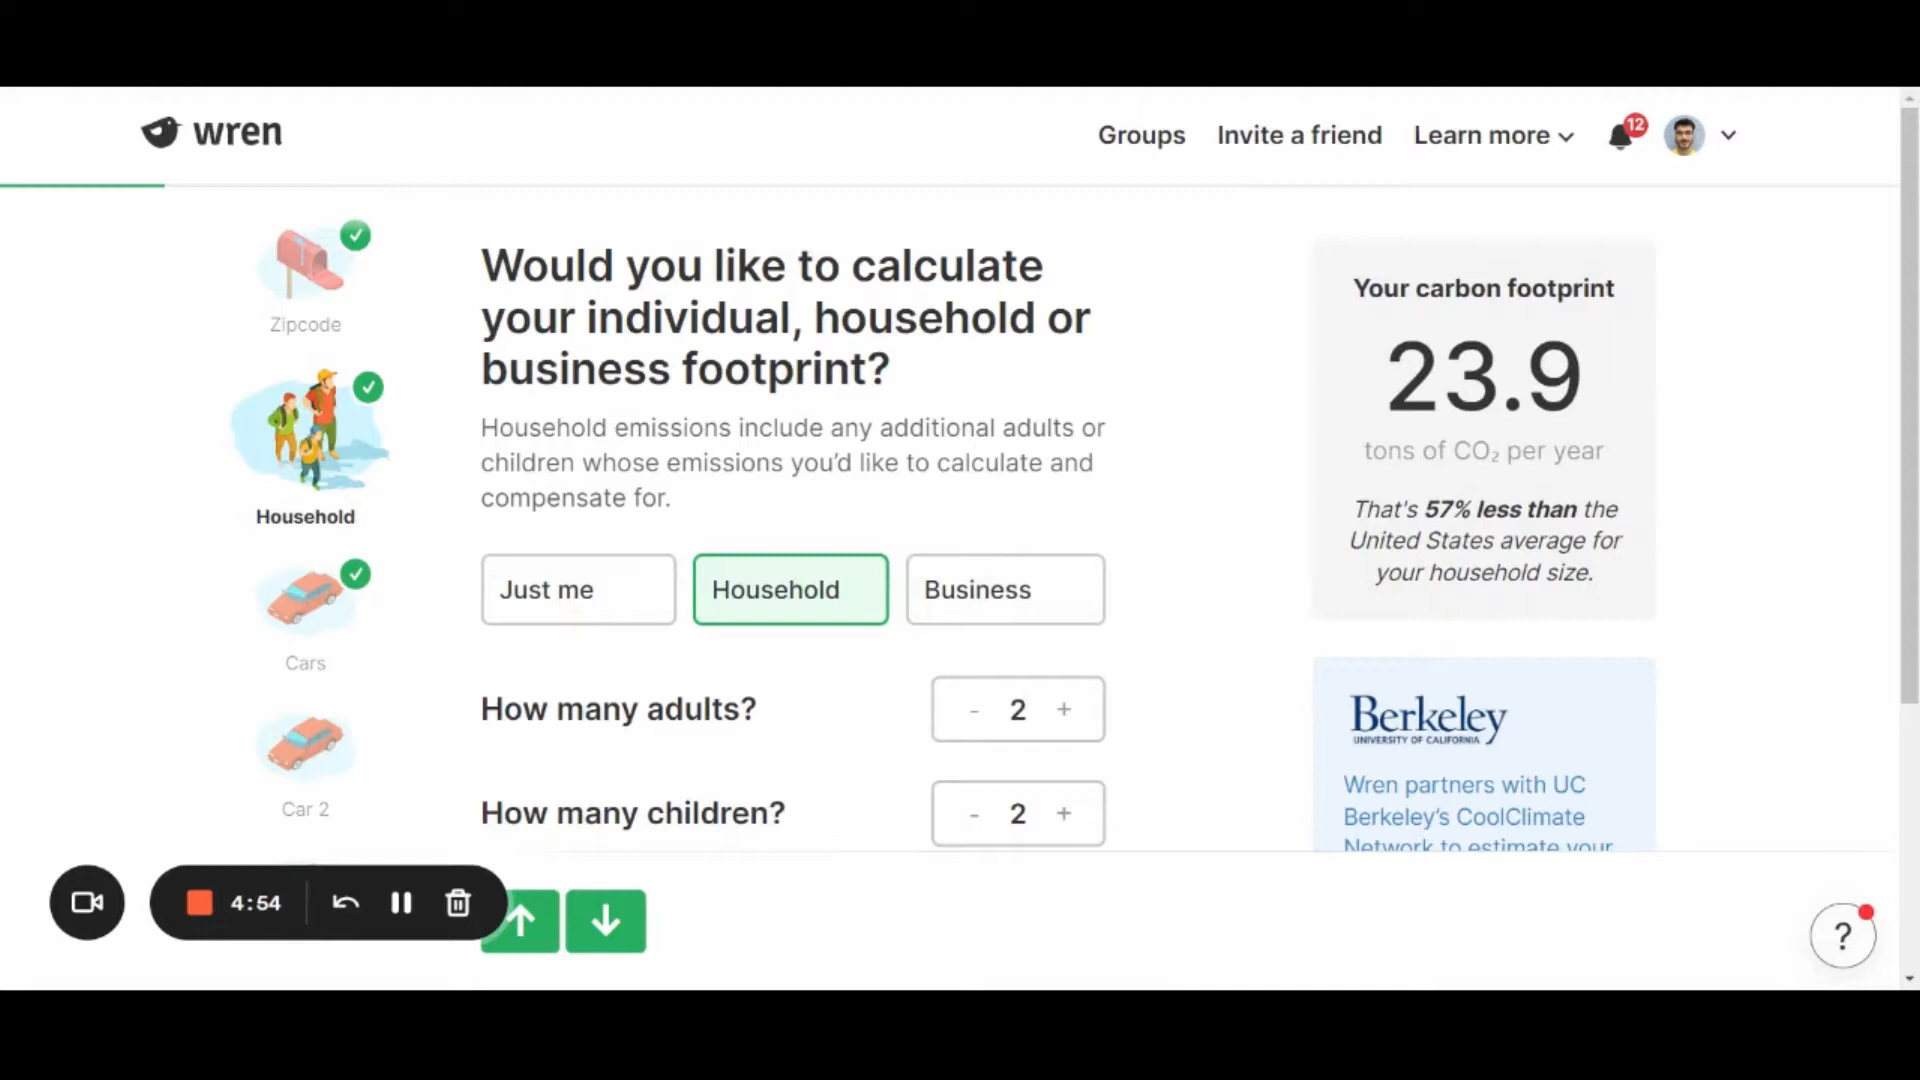 wren
Groups
Invite a friend
Learn more
12
Zipcode
Household
Cars
Car 2
Would you like to calculate
your individual, household or
business footprint?
Household emissions include any additional adults or
children whose emissions you'd like to calculate and
compensate for.
Just me
Household
Business
How many adults?
- 2 +
How many children?
- 2 +
Your carbon footprint
23.9
tons of CO₂ per year
That's 57% less than the
United States average for
your household size.
Berkeley
UNIVERSITY OF CALIFORNIA
Wren partners with UC
Berkeley's CoolClimate
Network to estimate your
4:54
?